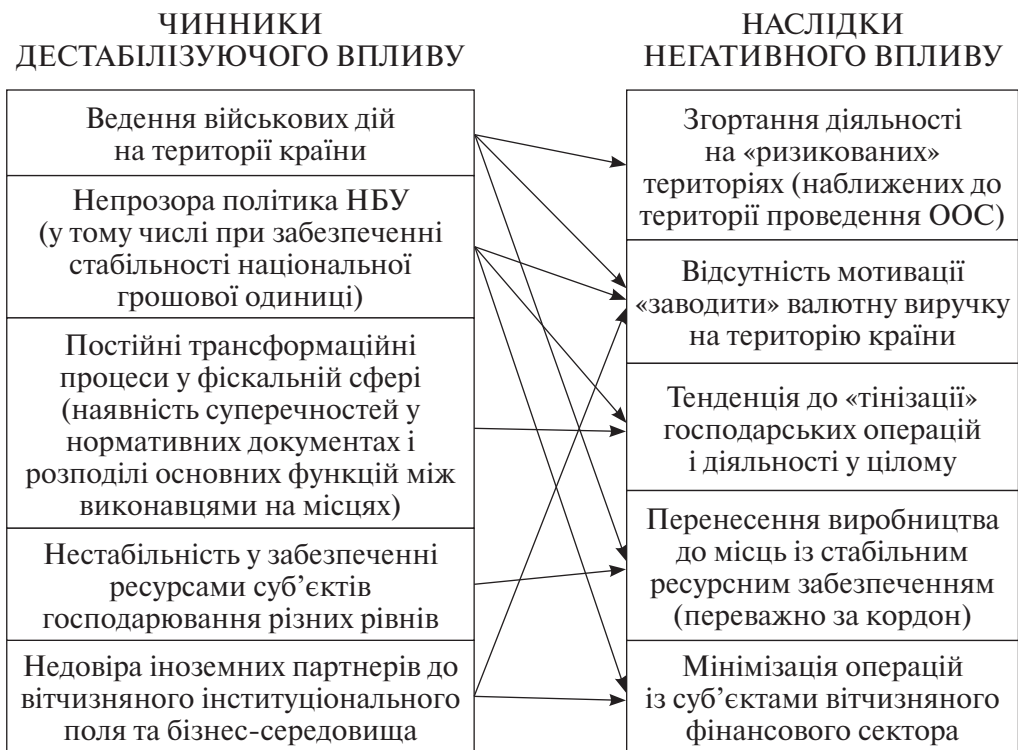 ЧИННИКИ
ДЕСТАБІЛІЗУЮЧОГО ВПЛИВУ
Ведення військових дій
на території країни
Непрозора політика НБУ
(у тому числі при забезпеченні
стабільності національної
грошової одиниці)
Постійні трансформаційні
процеси у фіскальній сфері
(наявність суперечностей у
нормативних документах і
розподілі основних функцій між
виконавцями на місцях)
Нестабільність у забезпеченні
ресурсами суб’єктів
господарювання різних рівнів
Недовіра іноземних партнерів до
вітчизняного інституціонального
поля та бізнес-середовища
НАСЛІДКИ
НЕГАТИВНОГО ВПЛИВУ
Згортання діяльності
на «ризикованих»
територіях (наближених до
території проведення ООС)
Відсутність мотивації
«заводити» валютну виручку
на територію країни
Тенденція до «тінізації»
господарських операцій
і діяльності у цілому
Перенесення виробництва
до місць із стабільним
ресурсним забезпеченням
(переважно за кордон)
Мінімізація операцій
із суб’єктами вітчизняного
фінансового сектора